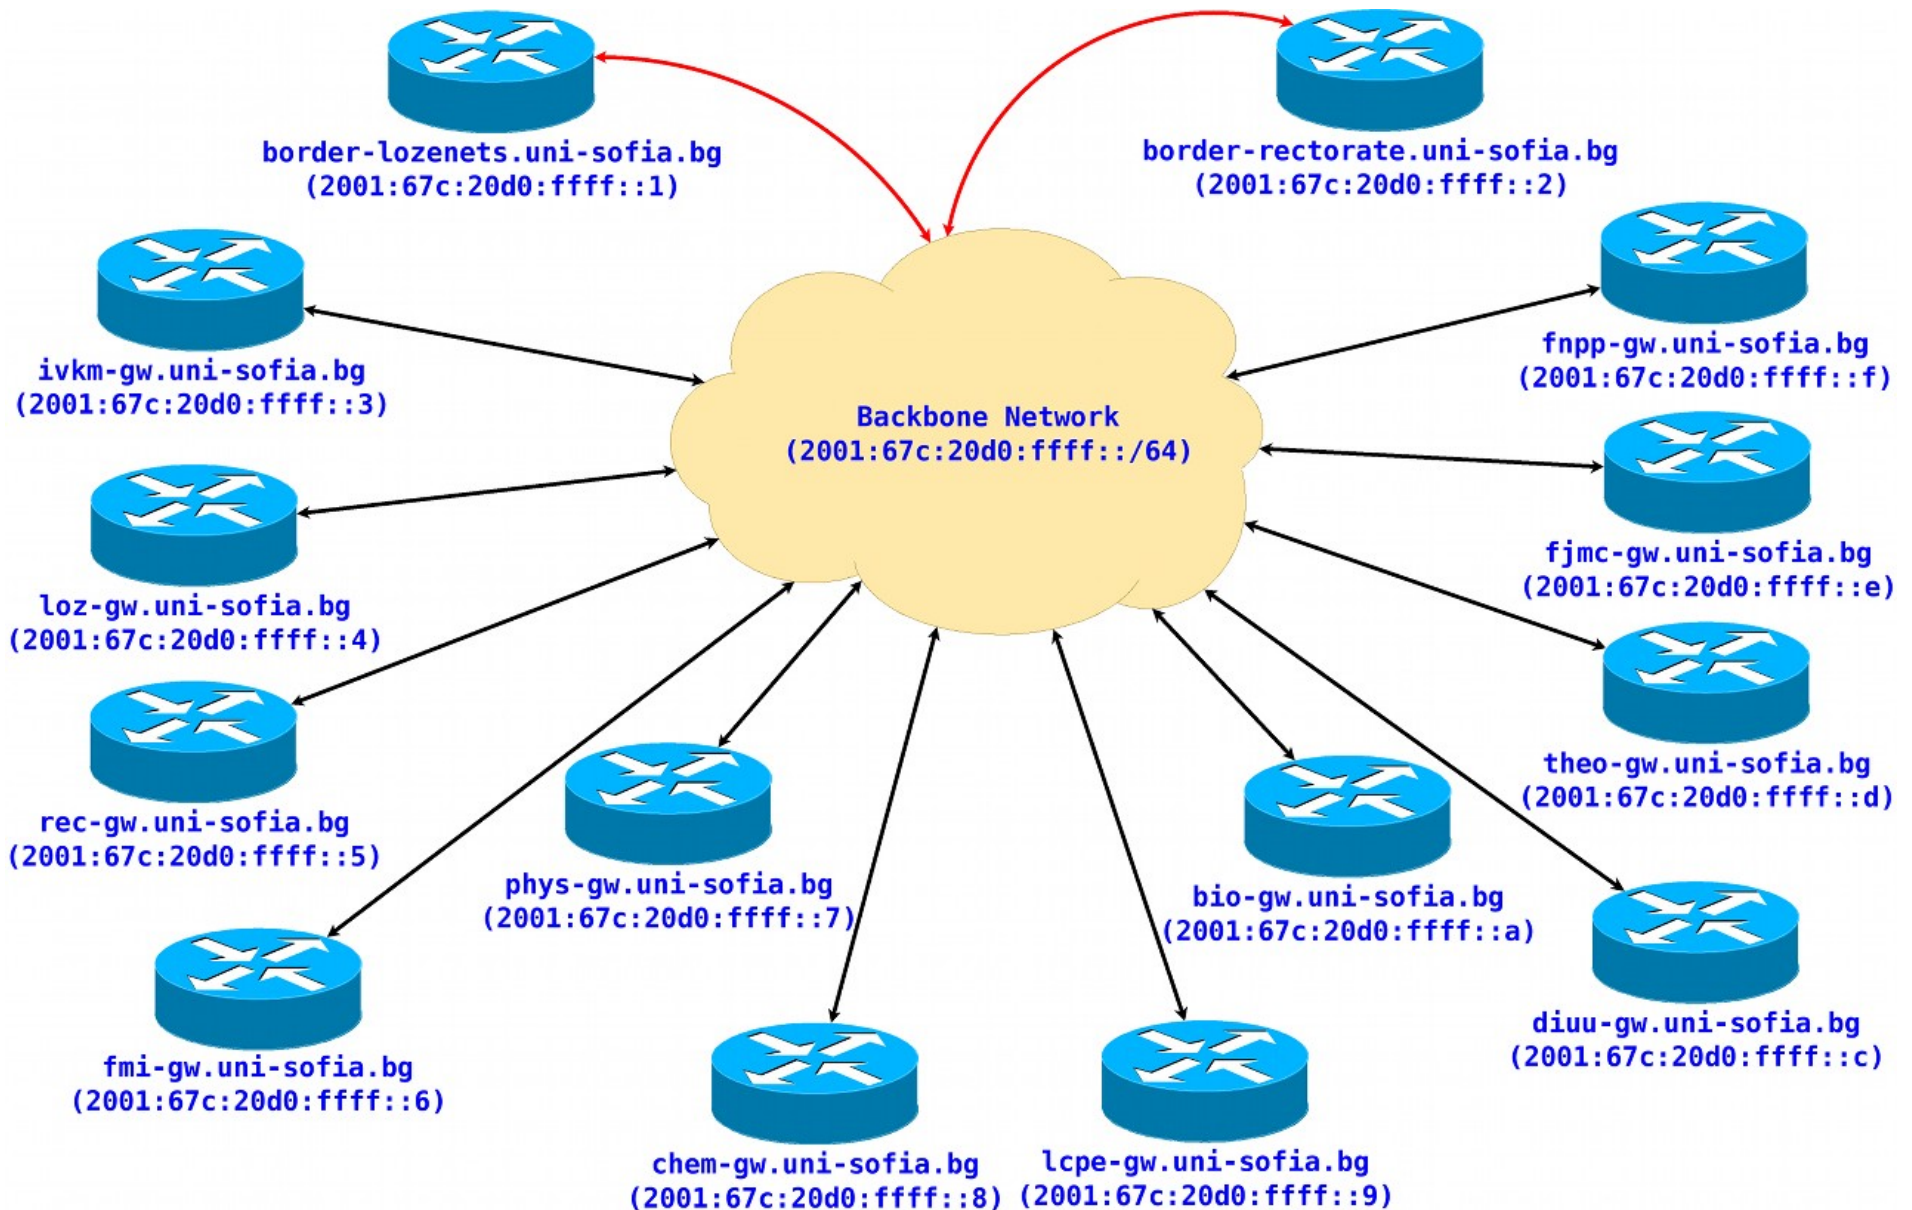 border-lozenets.uni-sofia.bg
(2001:67c:20d0:ffff::1)
border-rectorate.uni-sofia.bg
(2001:67c:20d0:ffff::2)
ivkm-gw.uni-sofia.bg
(2001:67c:20d0:ffff::3)
fnpp-gw.uni-sofia.bg
(2001:67c:20d0:ffff::f)
Backbone Network
(2001:67c:20d0:ffff::/64)
loz-gw.uni-sofia.bg
(2001:67c:20d0:ffff::4)
fjmc-gw.uni-sofia.bg
(2001:67c:20d0:ffff::e)
rec-gw.uni-sofia.bg
(2001:67c:20d0:ffff::5)
theo-gw.uni-sofia.bg
(2001:67c:20d0:ffff::d)
phys-gw.uni-sofia.bg
(2001:67c:20d0:ffff::7)
bio-gw.uni-sofia.bg
(2001:67c:20d0:ffff::a)
fmi-gw.uni-sofia.bg
(2001:67c:20d0:ffff::6)
diuu-gw.uni-sofia.bg
(2001:67c:20d0:ffff::c)
chem-gw.uni-sofia.bg
(2001:67c:20d0:ffff::8)
lcpe-gw.uni-sofia.bg
(2001:67c:20d0:ffff::9)